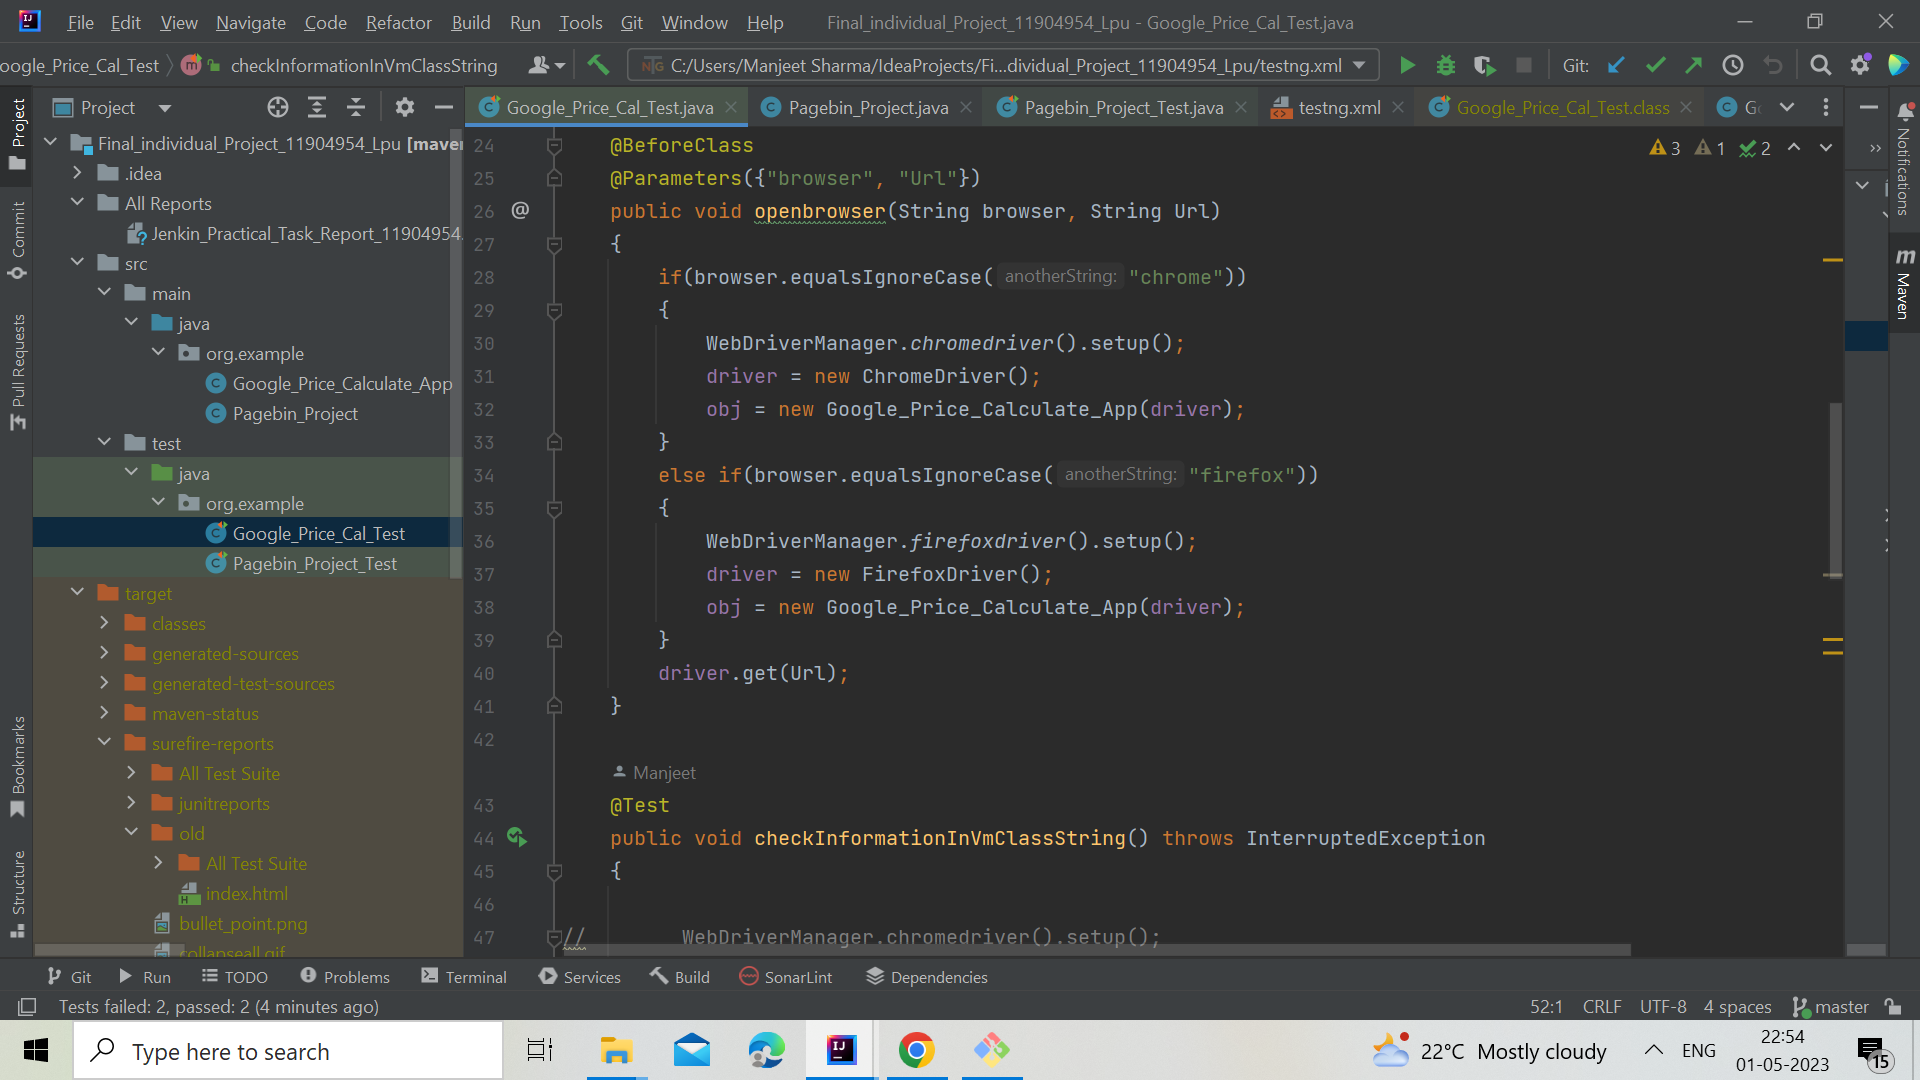 File Edit View Navigate Code Refactor Build Run Tools Git Window Help Final_individual_Project_11904954_Lpu - Google_Price_Cal_Test.java
oogle_Price_Cal_Test checkInformationInVmClassString C:/Users/Manjeet Sharma/IdeaProjects/Fi...dividual_Project_11904954_Lpu/testng.xml Git:
Project
Google_Price_Cal_Test.java Pagebin_Project.java Pagebin_Project_Test.java testng.xml Google_Price_Cal_Test.class Go
Project
Commit
Pull Requests
Bookmarks
Structure
Final_individual_Project_11904954_Lpu [maven
.idea
All Reports
Jenkin_Practical_Task_Report_11904954.
src
main
java
org.example
Google_Price_Calculate_App
Pagebin_Project
test
java
org.example
Google_Price_Cal_Test
Pagebin_Project_Test
target
classes
generated-sources
generated-test-sources
maven-status
surefire-reports
All Test Suite
junitreports
old
All Test Suite
index.html
bullet_point.png
collapseall.gif
3 1 2
24 @BeforeClass
25 @Parameters({"browser", "Url"})
26 @ public void openbrowser(String browser, String Url)
27 {
28 if(browser.equalsIgnoreCase( anotherString: "chrome"))
29 {
30 WebDriverManager.chromedriver().setup();
31 driver = new ChromeDriver();
32 obj = new Google_Price_Calculate_App(driver);
33 }
34 else if(browser.equalsIgnoreCase( anotherString: "firefox"))
35 {
36 WebDriverManager.firefoxdriver().setup();
37 driver = new FirefoxDriver();
38 obj = new Google_Price_Calculate_App(driver);
39 }
40 driver.get(Url);
41 }
42
Manjeet
43 @Test
44 public void checkInformationInVmClassString() throws InterruptedException
45 {
46
47 // WebDriverManager.chromedriver().setup();
Notifications
Maven
Git Run TODO Problems Terminal Services Build SonarLint Dependencies
Tests failed: 2, passed: 2 (4 minutes ago) 52:1 CRLF UTF-8 4 spaces master
Type here to search 22°C Mostly cloudy ENG 22:54
01-05-2023 15